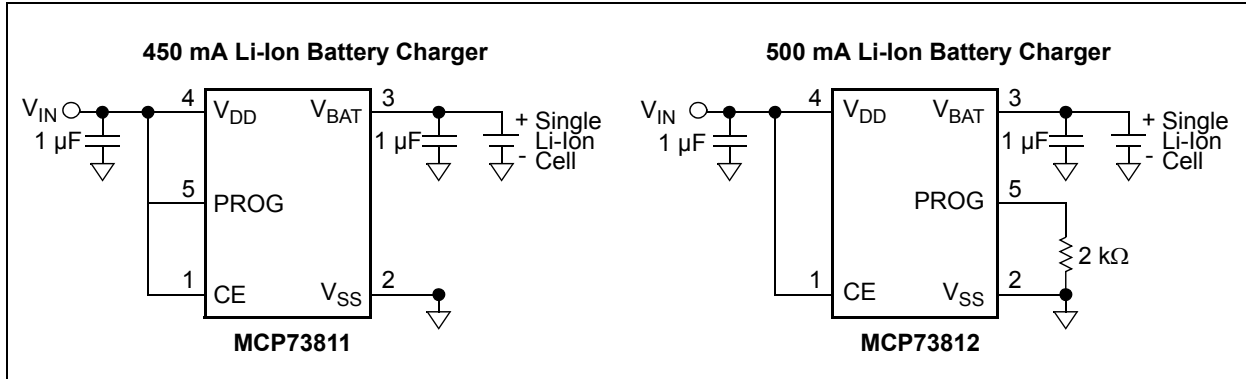 450 mA Li-Ion Battery Charger
V_IN
4
V_DD
V_BAT
3
1 µF
1 µF
+ Single
Li-Ion
- Cell
5
PROG
1
CE
V_SS
2
MCP73811
500 mA Li-Ion Battery Charger
V_IN
4
V_DD
V_BAT
3
1 µF
1 µF
+ Single
Li-Ion
- Cell
PROG
5
2 kΩ
1
CE
V_SS
2
MCP73812